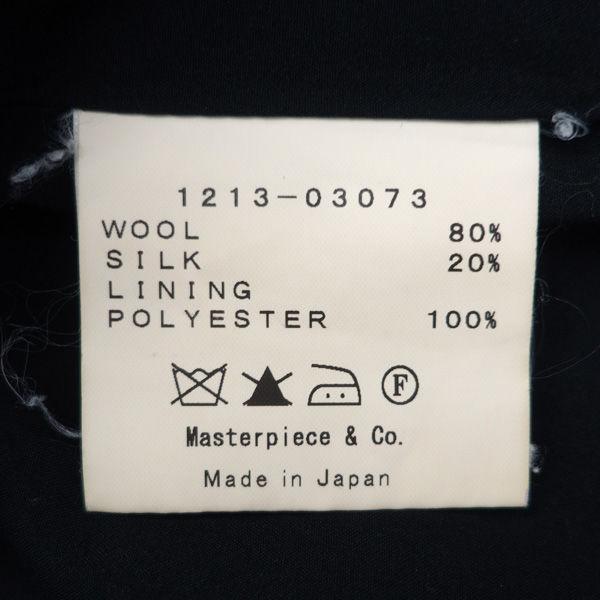 1213-03073
WOOL 80%
SILK 20%
LINING
POLYESTER 100%
F
Masterpiece & Co.
Made in Japan